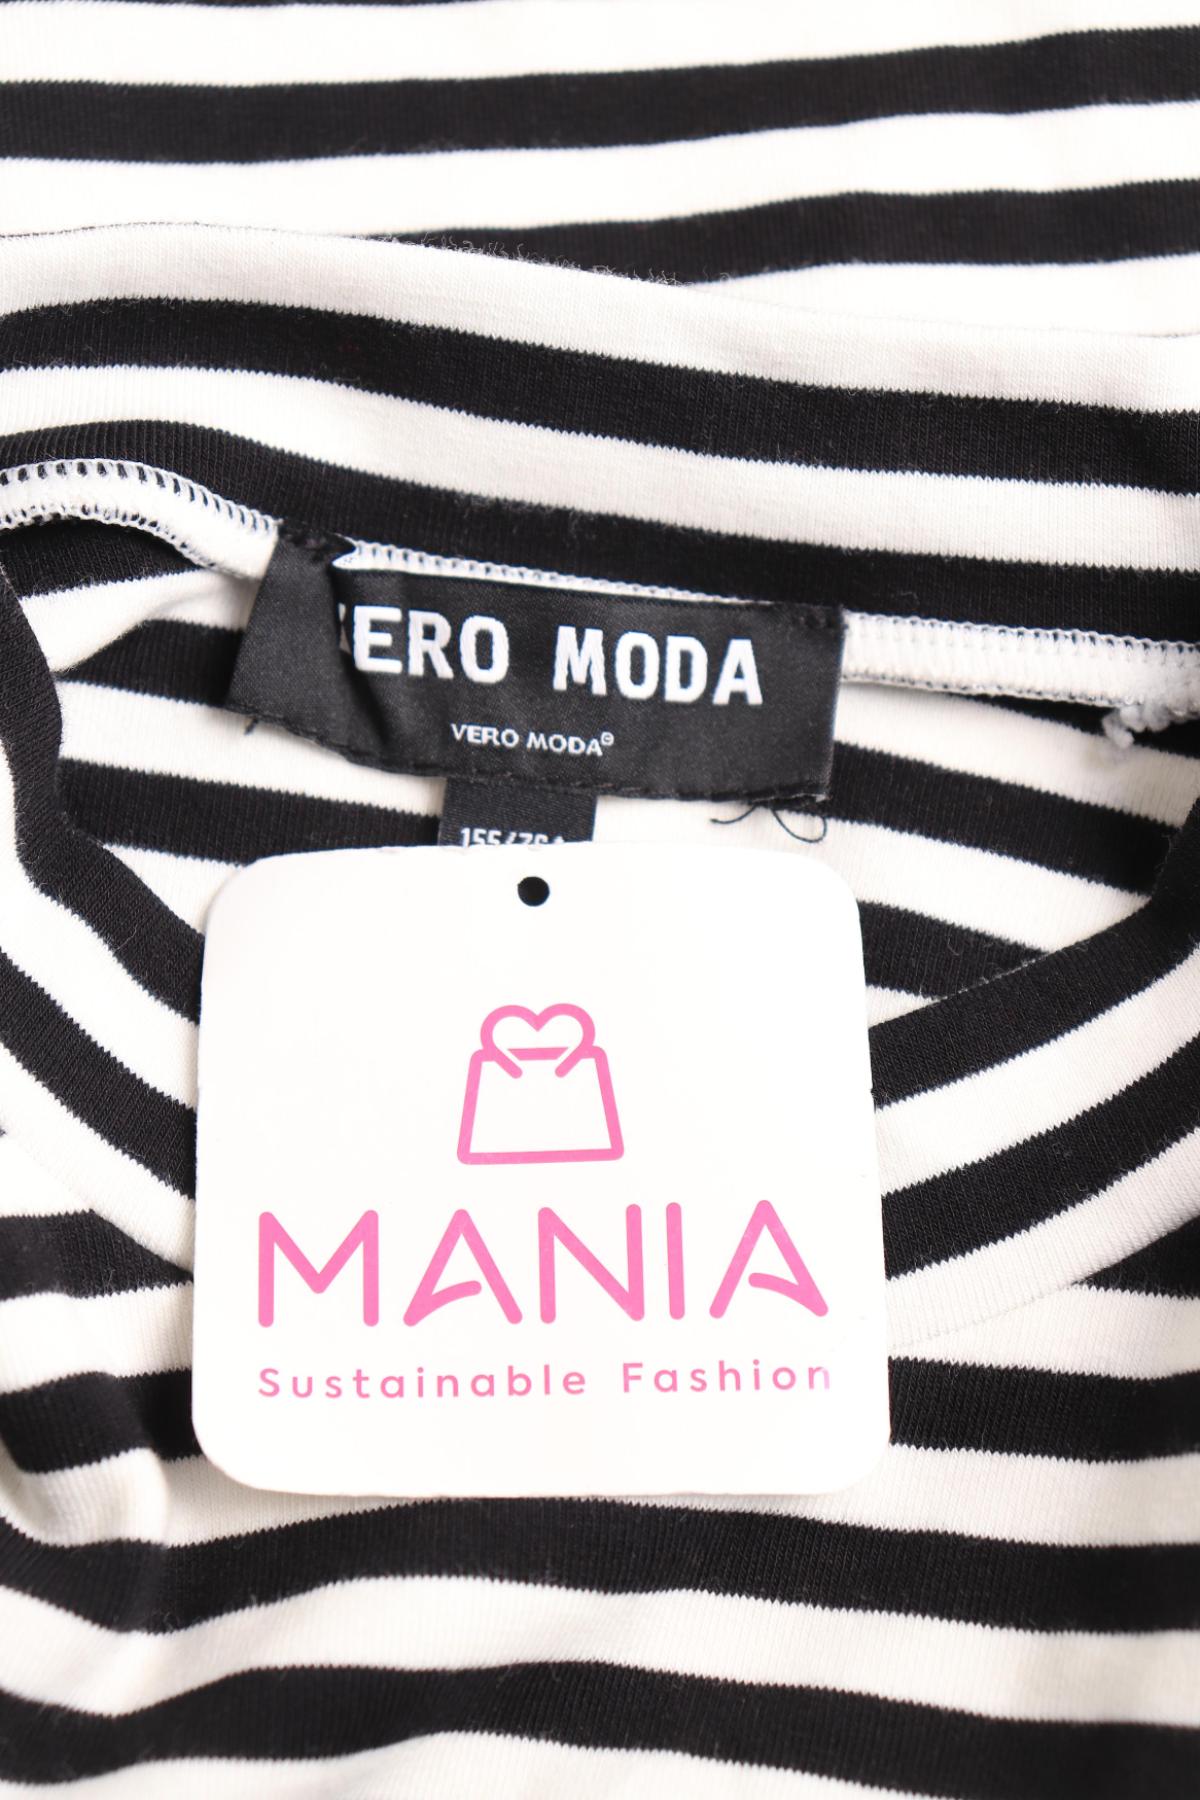 VERO MODA
VERO MODA®
MANIA
Sustainable Fashion